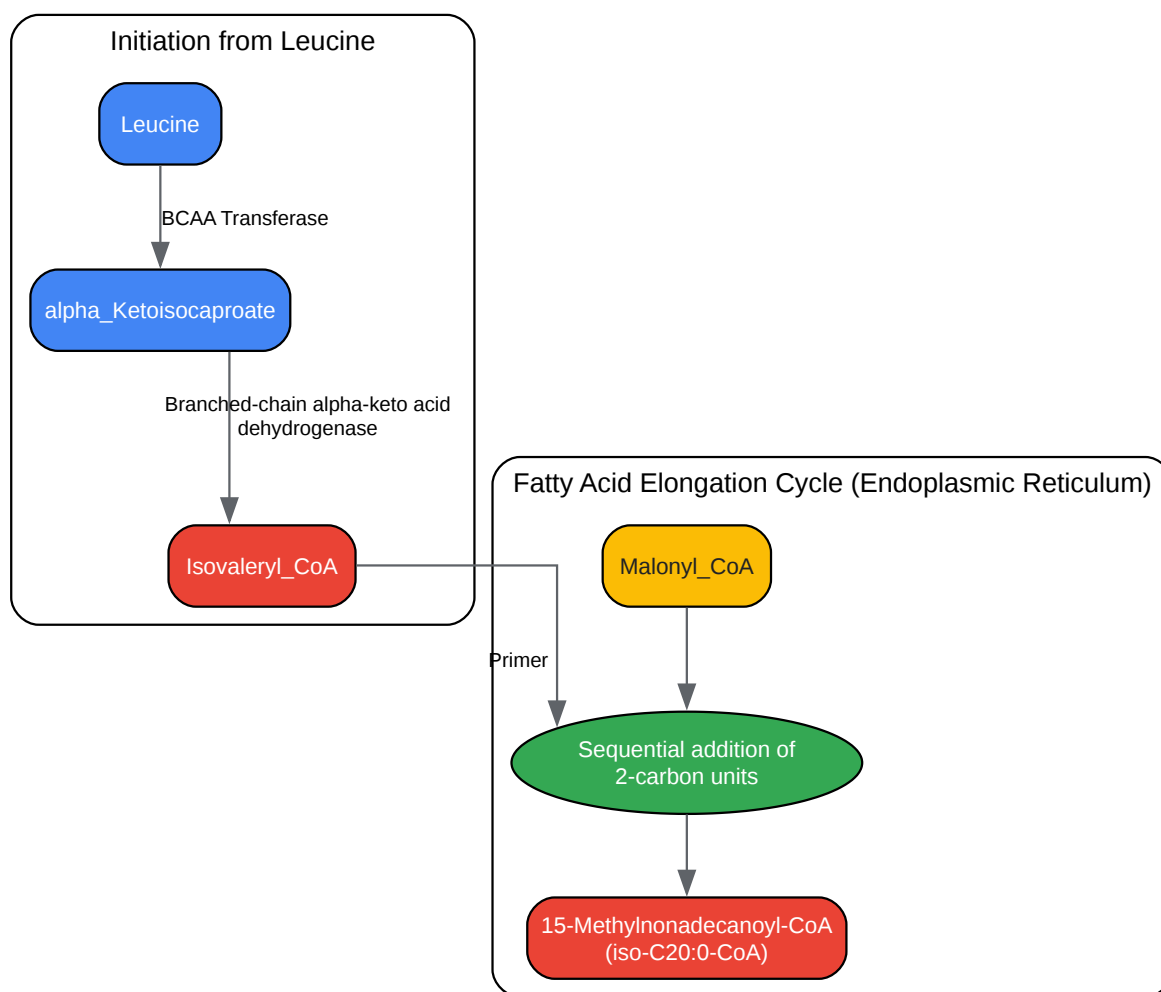 Initiation from Leucine
Leucine
BCAA Transferase
alpha_Ketoisocaproate
Branched-chain alpha-keto acid
dehydrogenase
Isovaleryl_CoA
Fatty Acid Elongation Cycle (Endoplasmic Reticulum)
Malonyl_CoA
Primer
Sequential addition of
2-carbon units
15-Methylnonadecanoyl-CoA
(iso-C20:0-CoA)